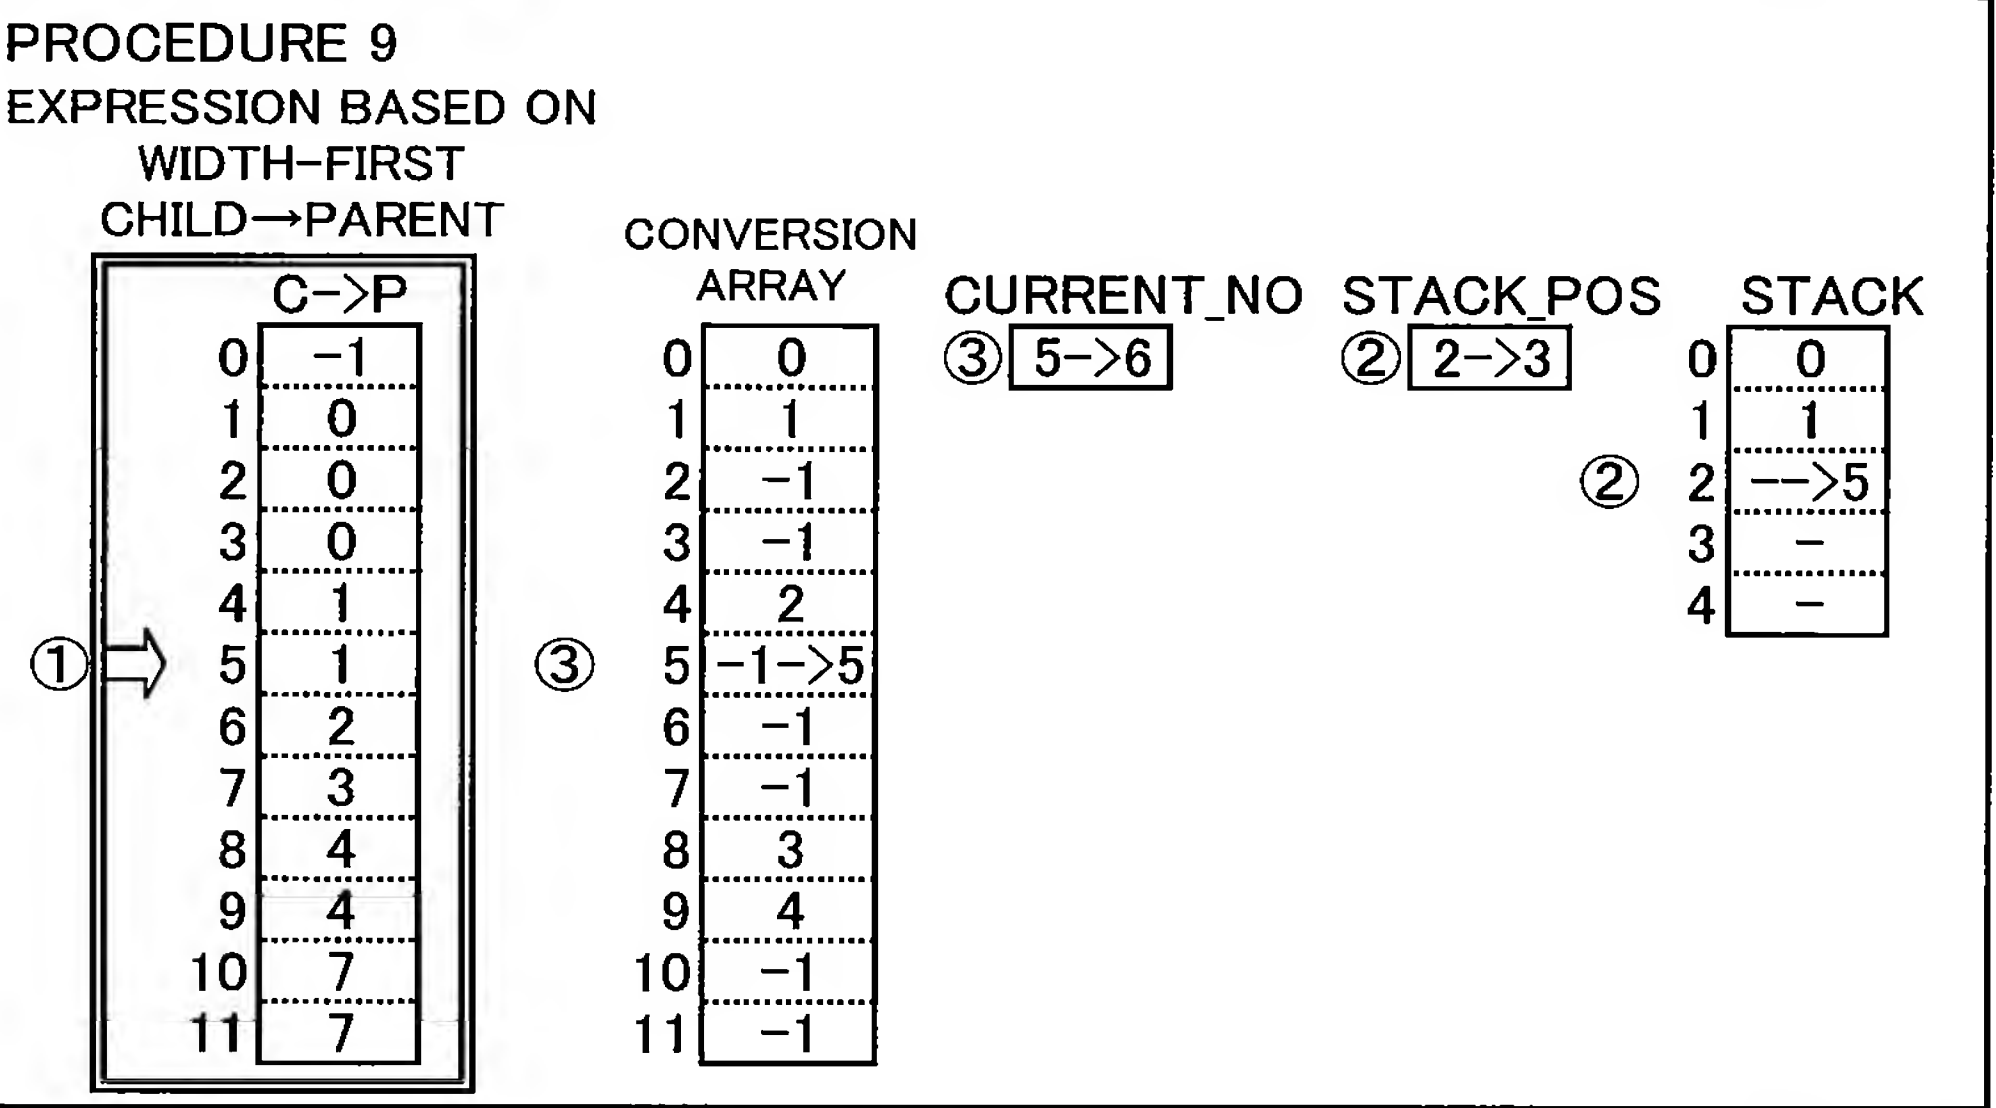 PROCEDURE 9
EXPRESSION BASED ON
WIDTH-FIRST
CHILD→PARENT
CONVERSION
ARRAY
C->P
CURRENT_NO
STACK_POS
STACK
0 -1
1 0
2 0
3 0
4 1
① 5 1
6 2
7 3
8 4
9 4
10 7
11 7
0 0
1 1
2 -1
3 -1
4 2
③ 5 -1->5
6 -1
7 -1
8 3
9 4
10 -1
11 -1
③ 5->6
② 2->3
0 0
1 1
② 2 -->5
3 -
4 -